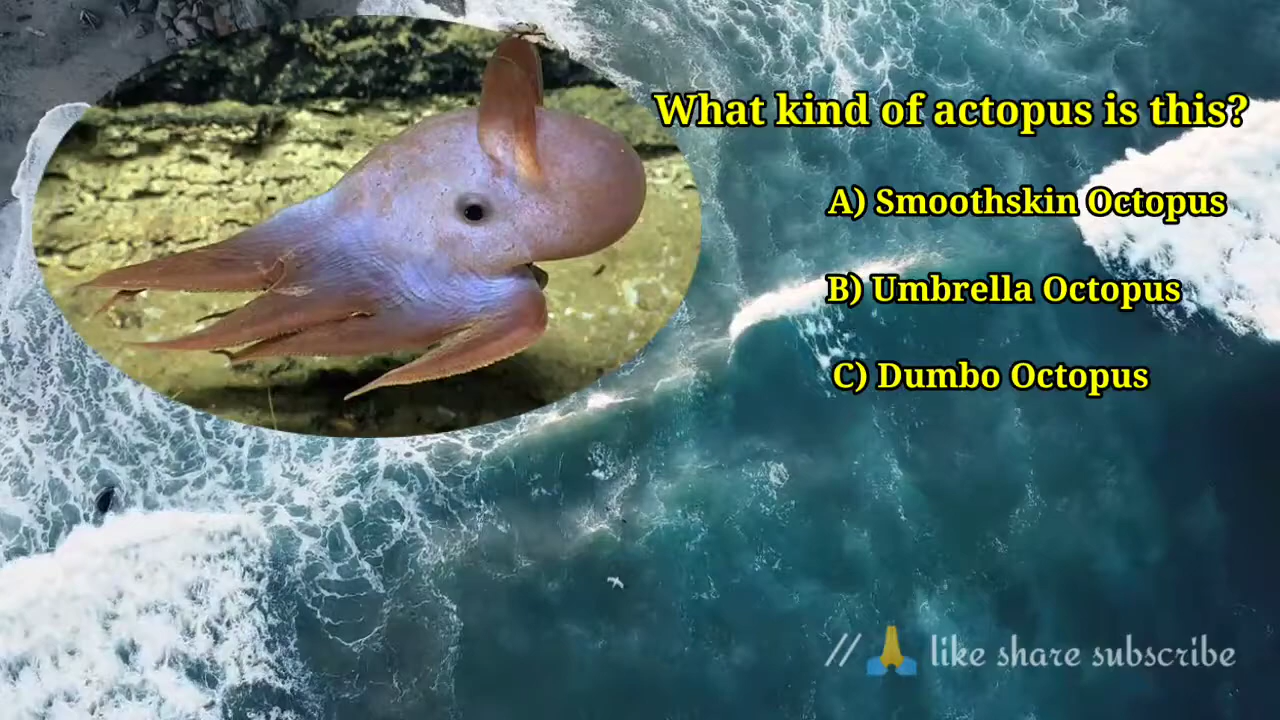 What kind of actopus is this?
A) Smoothskin Octopus
B) Umbrella Octopus
C) Dumbo Octopus
// 🙏 like share subscribe